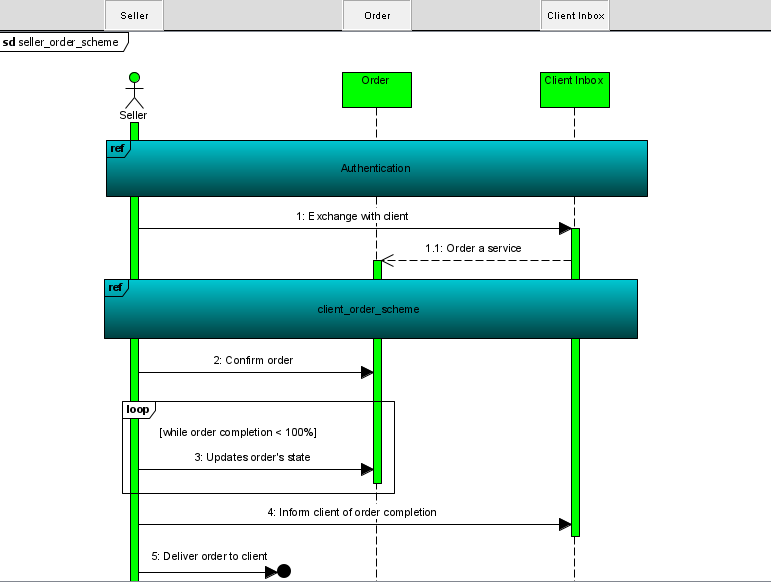 Seller
Order
Client Inbox
sd seller_order_scheme
Order
Client Inbox
Seller
ref
Authentication
1: Exchange with client
1.1: Order a service
ref
client_order_scheme
2: Confirm order
loop
[while order completion < 100%]
3: Updates order's state
4: Inform client of order completion
5: Deliver order to client